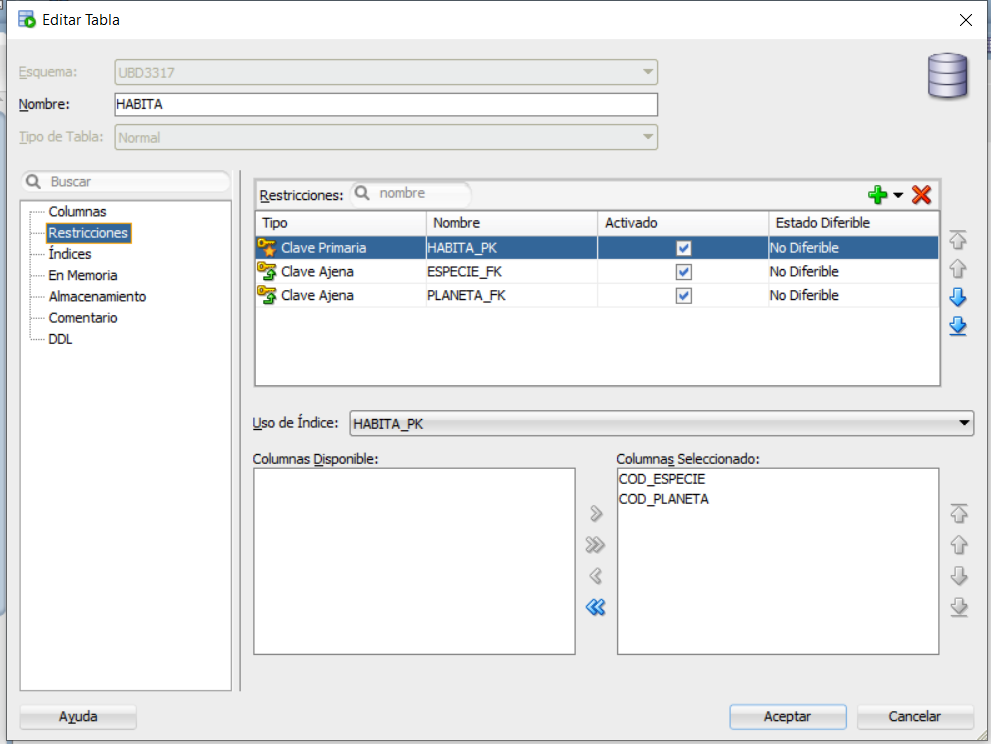 Editar Tabla
Esquema: UBD3317
Nombre: HABITA
Tipo de Tabla: Normal
Buscar
Columnas
Restricciones
Índices
En Memoria
Almacenamiento
Comentario
DDL
Restricciones: nombre
Tipo Nombre Activado Estado Diferible
Clave Primaria HABITA_PK No Diferible
Clave Ajena ESPECIE_FK No Diferible
Clave Ajena PLANETA_FK No Diferible
Uso de Índice: HABITA_PK
Columnas Disponible: Columnas Seleccionado:
COD_ESPECIE
COD_PLANETA
Ayuda Aceptar Cancelar